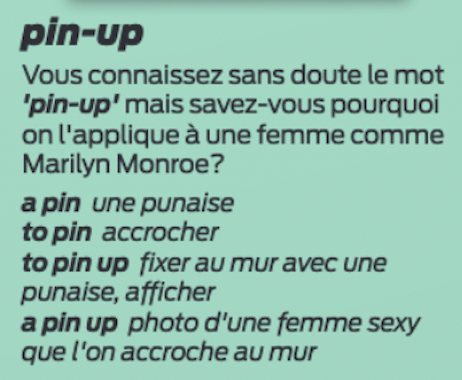 pin-up
Vous connaissez sans doute le mot
'pin-up' mais savez-vous pourquoi
on l'applique à une femme comme
Marilyn Monroe?
a pin une punaise
to pin accrocher
to pin up fixer au mur avec une
punaise, afficher
a pin up photo d'une femme sexy
que l'on accroche au mur